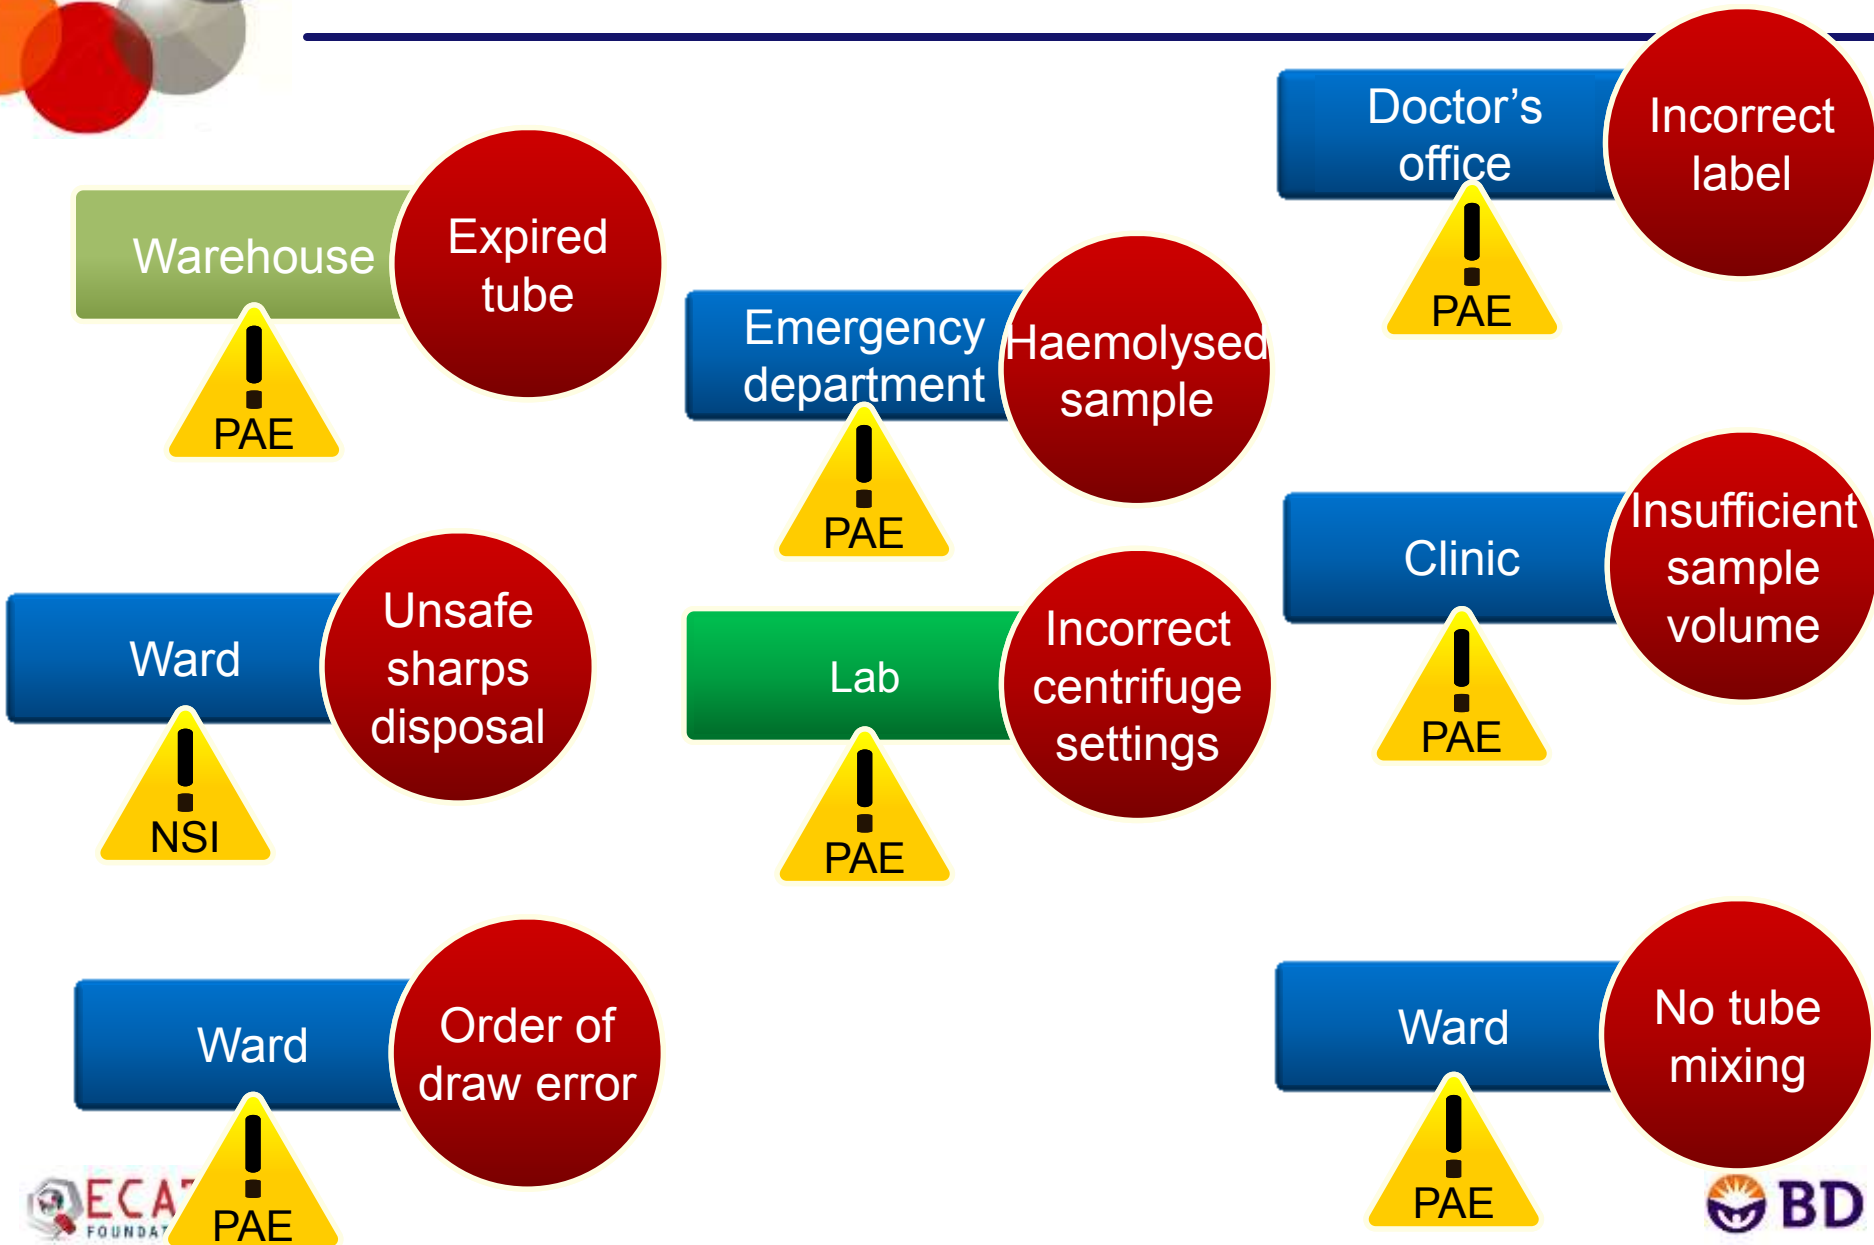 Doctor's
office
Incorrect
label
PAE
Warehouse
Expired
tube
PAE
Emergency
department
Haemolysed
sample
PAE
Clinic
Insufficient
sample
volume
PAE
Ward
Unsafe
sharps
disposal
NSI
Lab
Incorrect
centrifuge
settings
PAE
Ward
Order of
draw error
PAE
Ward
No tube
mixing
PAE
ECA
FOUNDAT
BD